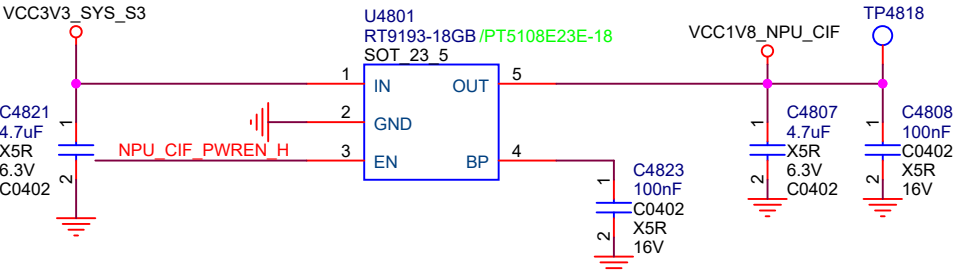 VCC3V3_SYS_S3
U4801
RT9193-18GB /PT5108E23E-18
SOT_23_5
VCC1V8_NPU_CIF
TP4818
1
IN
OUT
5
2
GND
NPU_CIF_PWREN_H
3
EN
BP
4
C4821
4.7uF
X5R
6.3V
C0402
1
2
C4823
100nF
C0402
X5R
16V
1
2
C4807
4.7uF
X5R
6.3V
C0402
1
2
C4808
100nF
C0402
X5R
16V
1
2